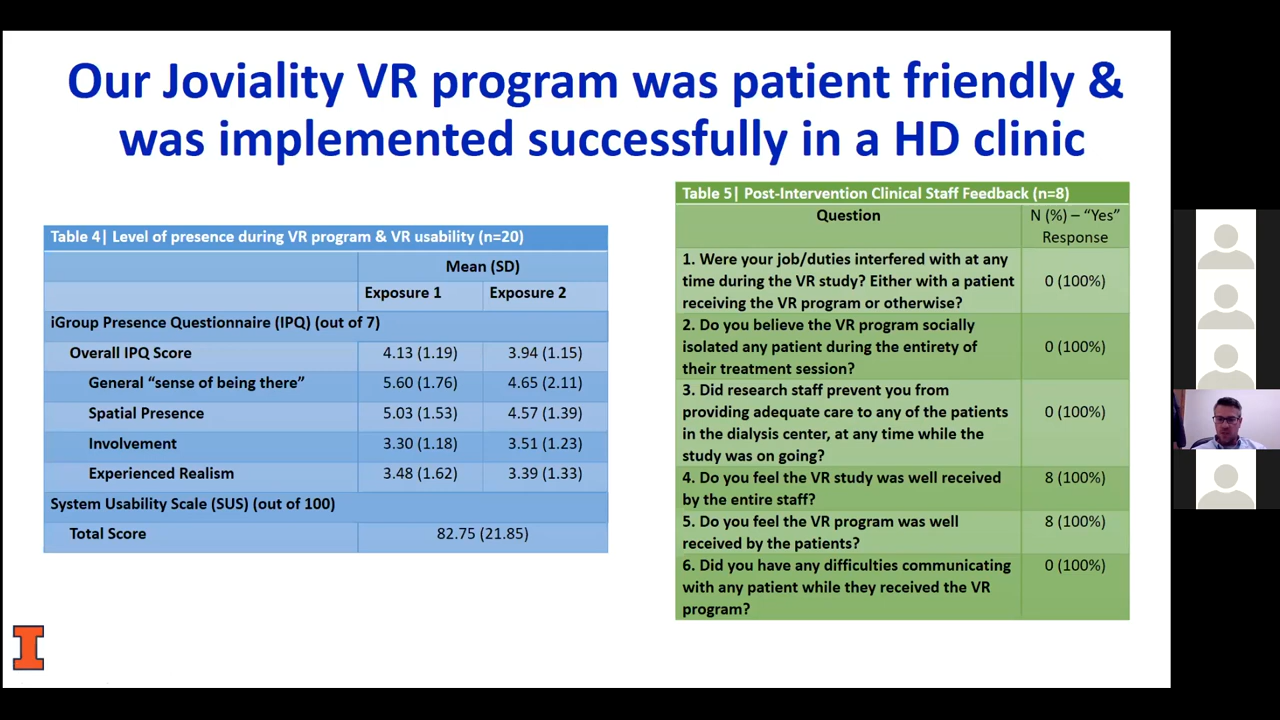 Our Joviality VR program was patient friendly &
was implemented successfully in a HD clinic
Table 4| Level of presence during VR program & VR usability (n=20)
Mean (SD)
Exposure 1 Exposure 2
iGroup Presence Questionnaire (IPQ) (out of 7)
Overall IPQ Score 4.13 (1.19) 3.94 (1.15)
General “sense of being there” 5.60 (1.76) 4.65 (2.11)
Spatial Presence 5.03 (1.53) 4.57 (1.39)
Involvement 3.30 (1.18) 3.51 (1.23)
Experienced Realism 3.48 (1.62) 3.39 (1.33)
System Usability Scale (SUS) (out of 100)
Total Score 82.75 (21.85)
Table 5| Post-Intervention Clinical Staff Feedback (n=8)
Question N (%) – “Yes”
Response
1. Were your job/duties interfered with at any
time during the VR study? Either with a patient 0 (100%)
receiving the VR program or otherwise?
2. Do you believe the VR program socially
isolated any patient during the entirety of 0 (100%)
their treatment session?
3. Did research staff prevent you from
providing adequate care to any of the patients 0 (100%)
in the dialysis center, at any time while the
study was on going?
4. Do you feel the VR study was well received 8 (100%)
by the entire staff?
5. Do you feel the VR program was well 8 (100%)
received by the patients?
6. Did you have any difficulties communicating 0 (100%)
with any patient while they received the VR
program?
I